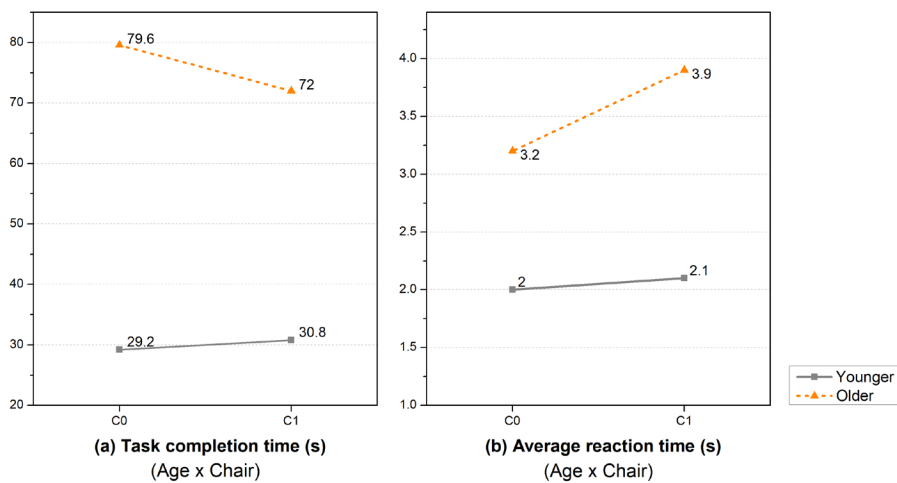 80
70
60
50
40
30
20
79.6
72
29.2
30.8
C0
C1
(a) Task completion time (s)
(Age x Chair)
4.0
3.5
3.0
2.5
2.0
1.5
1.0
3.2
3.9
2
2.1
C0
C1
(b) Average reaction time (s)
(Age x Chair)
Younger
Older